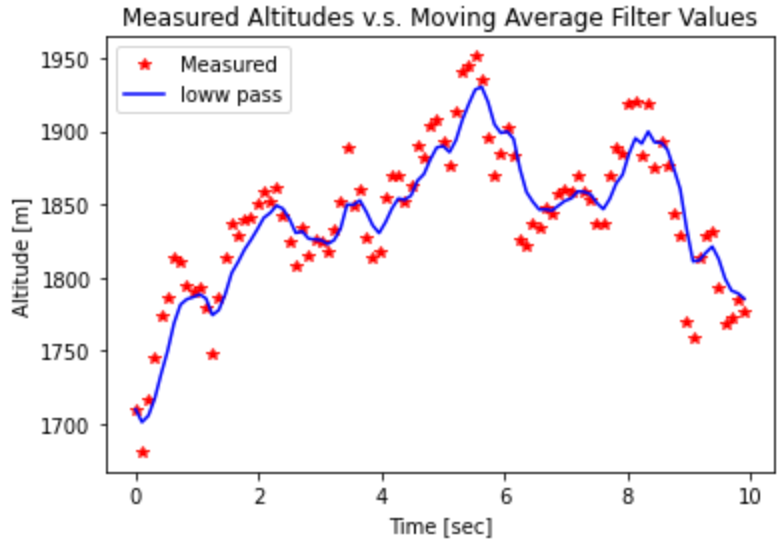 Measured Altitudes v.s. Moving Average Filter Values
Measured
loww pass
1950
1900
1850
1800
1750
1700
Altitude [m]
0 2 4 6 8 10
Time [sec]